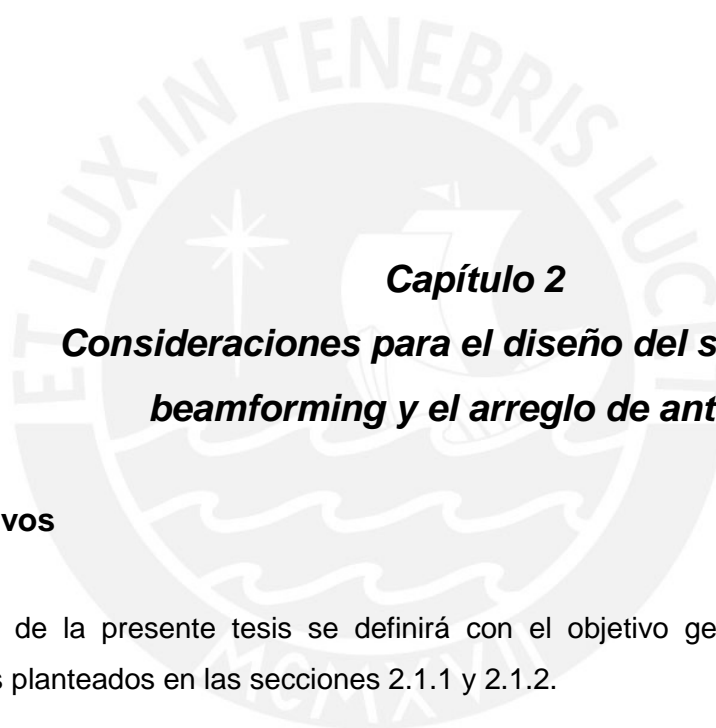 ET LUX IN TENEBRIS LUCET
MCMXVII
Capítulo 2
Consideraciones para el diseño del s
beamforming y el arreglo de ant
vos
de la presente tesis se definirá con el objetivo ge
s planteados en las secciones 2.1.1 y 2.1.2.